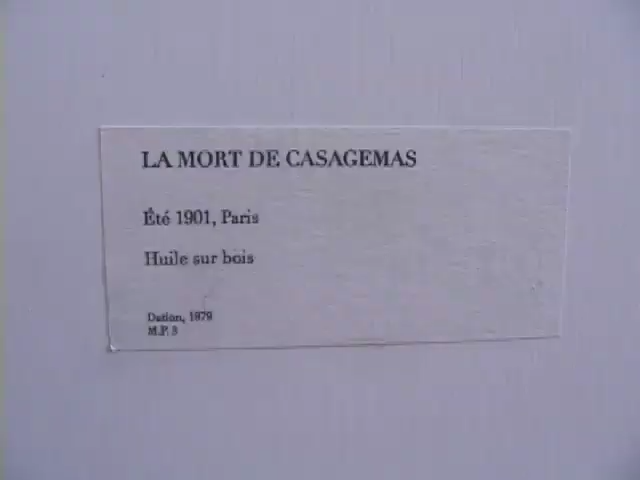 LA MORT DE CASAGEMAS
Été 1901, Paris
Huile sur bois
Dation, 1979
M.P. 3